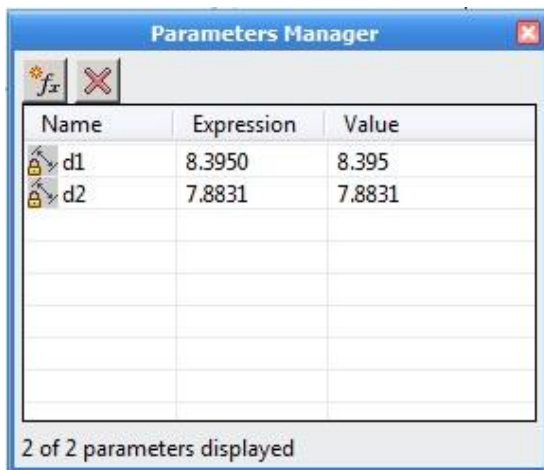 Parameters Manager
fx
Name Expression Value
d1 8.3950 8.395
d2 7.8831 7.8831
2 of 2 parameters displayed